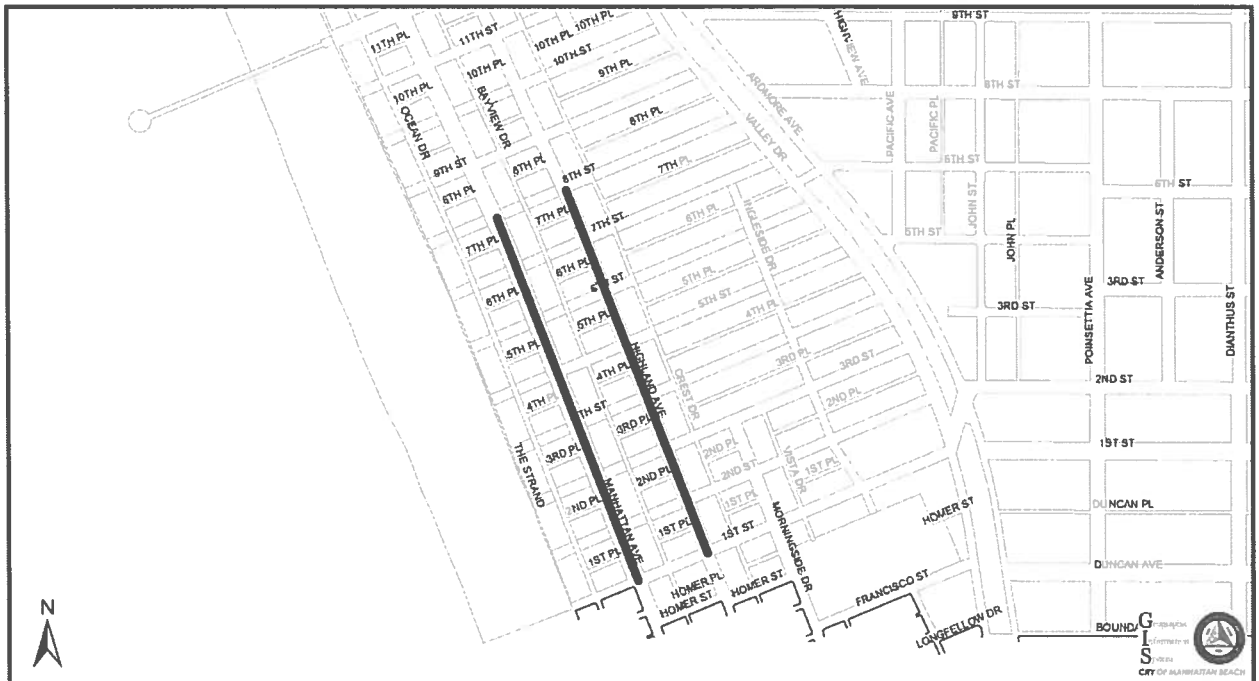 9TH ST
10TH PL
11TH ST
11TH PL
10TH PL
10TH ST
10TH PL
9TH PL
10TH PL
OCEAN DR
BAYVIEW DR
8TH PL
HIGHVIEW AVE
ARDMORE AVE
VALLEY DR
PACIFIC AVE
PACIFIC PL
8TH ST
9TH ST
8TH PL
8TH ST
7TH PL
6TH ST
6TH ST
8TH PL
7TH PL
7TH ST
6TH PL
INGLESIDE DR
JOHN ST
5TH ST
JOHN PL
ANDERSON ST
7TH PL
6TH PL
6TH PL
5TH PL
5TH ST
4TH PL
3RD ST
3RD ST
POINSETTIA AVE
DIANTHUS ST
5TH PL
5TH PL
HIGHLAND AVE
4TH PL
CREST DR
3RD PL
3RD ST
2ND PL
2ND ST
4TH PL
3RD PL
1ST ST
THE STRAND
3RD PL
2ND PL
2ND PL
2ND ST
VISTA DR
1ST PL
2ND PL
MANHATTAN AVE
1ST PL
1ST PL
1ST ST
MORNINGSIDE DR
HOMER ST
DUNCAN PL
1ST PL
HOMER PL
HOMER ST
HOMER ST
FRANCISCO ST
DUNCAN AVE
LONGFELLOW DR
N
G
I
S
CITY OF MANHATTAN BEACH